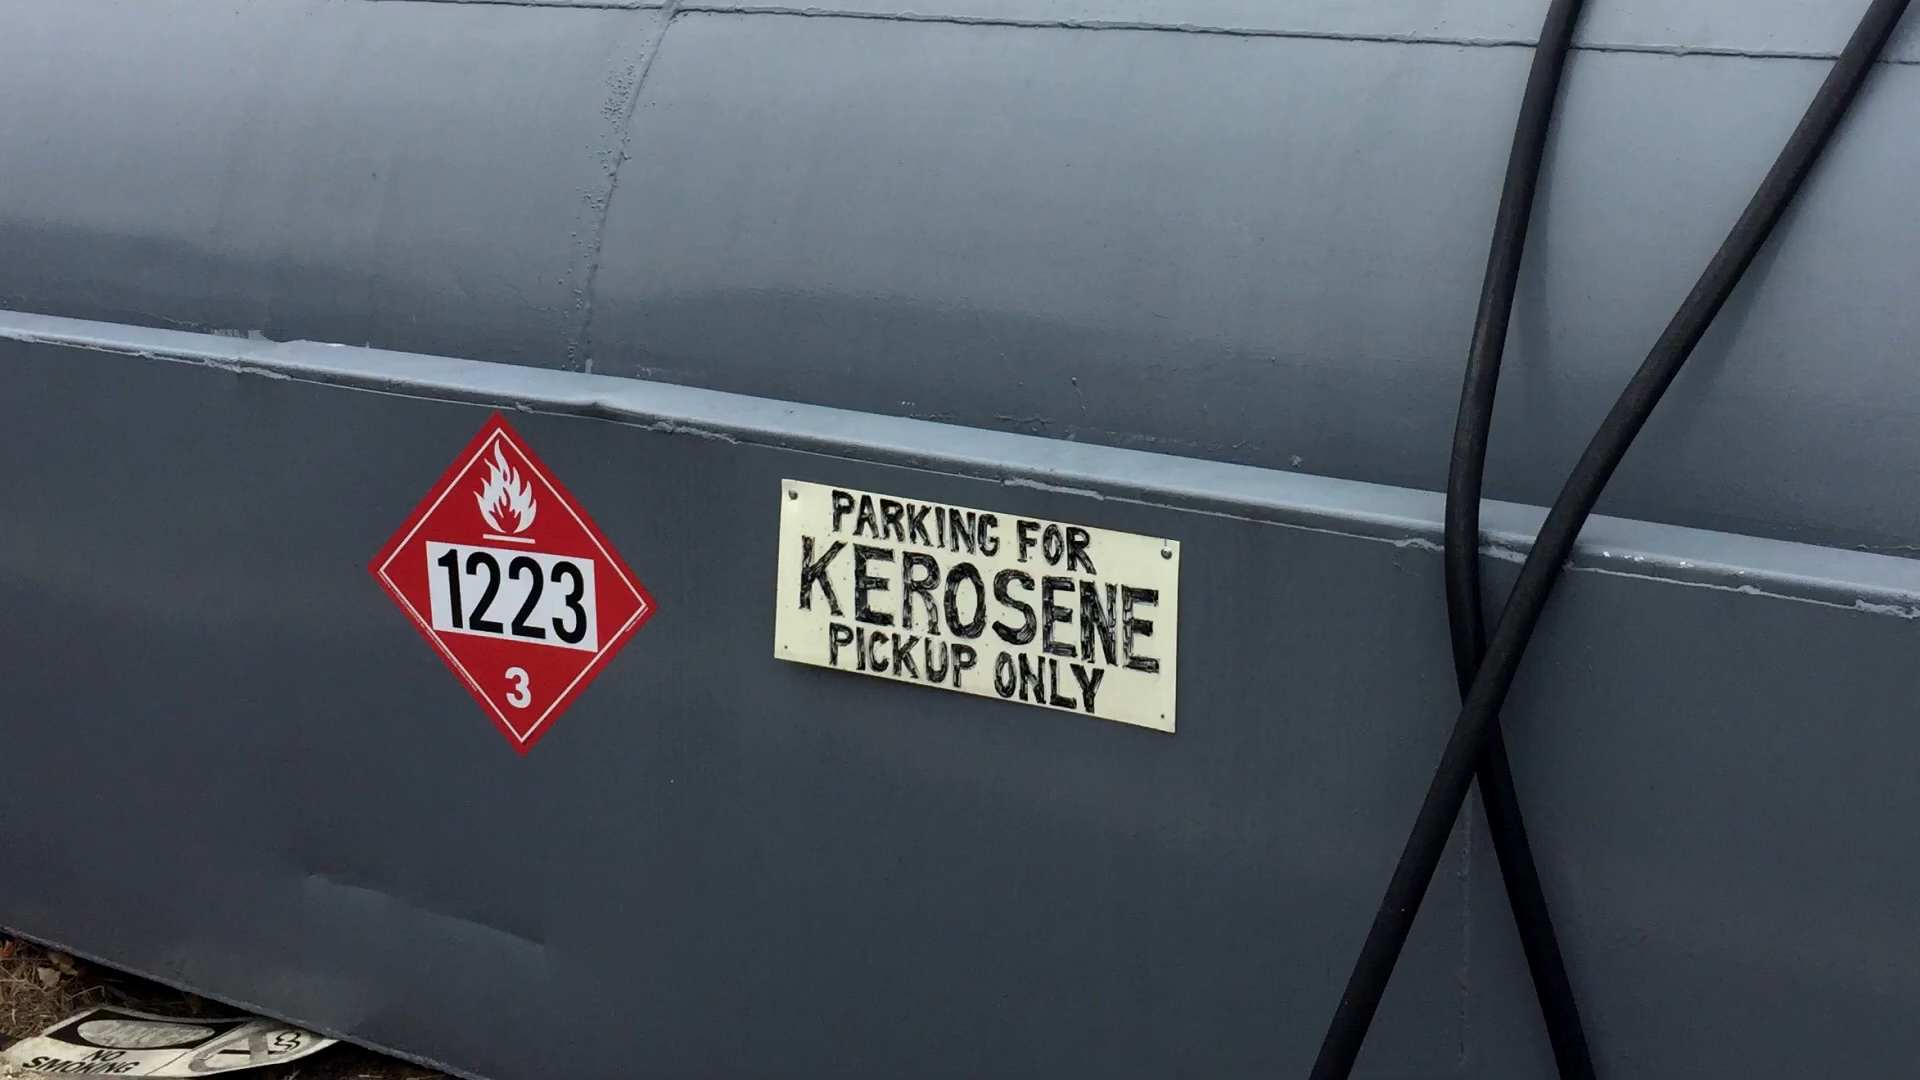 1223
3
PARKING FOR
KEROSENE
PICKUP ONLY
NO
SMOKING